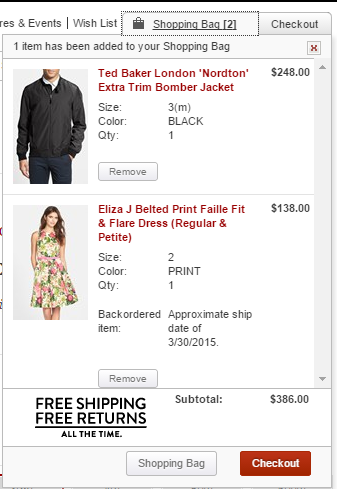 res & Events | Wish List
Shopping Bag [2]
Checkout
1 item has been added to your Shopping Bag
Ted Baker London 'Nordton' $248.00
Extra Trim Bomber Jacket
Size: 3(m)
Color: BLACK
Qty: 1
Remove
Eliza J Belted Print Faille Fit $138.00
& Flare Dress (Regular &
Petite)
Size: 2
Color: PRINT
Qty: 1
Backordered Approximate ship
item: date of
3/30/2015.
Remove
FREE SHIPPING
FREE RETURNS
ALL THE TIME.
Subtotal: $386.00
Shopping Bag
Checkout